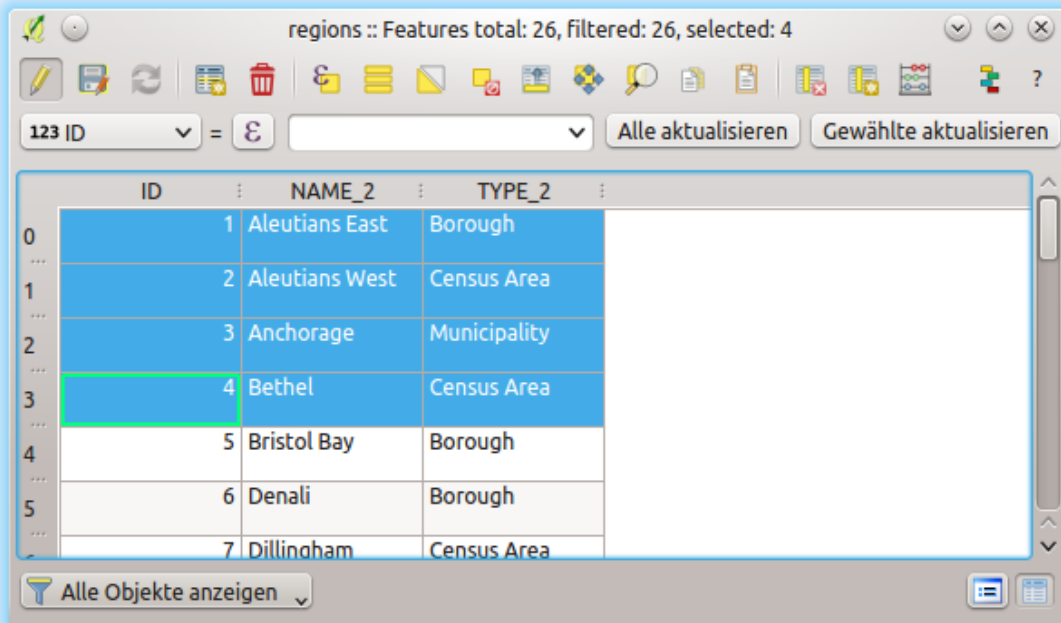 regions :: Features total: 26, filtered: 26, selected: 4
123 ID = ε Alle aktualisieren Gewählte aktualisieren
ID NAME_2 TYPE_2
0 1 Aleutians East Borough
1 2 Aleutians West Census Area
2 3 Anchorage Municipality
3 4 Bethel Census Area
4 5 Bristol Bay Borough
5 6 Denali Borough
7 Dillingham Census Area
Alle Objekte anzeigen